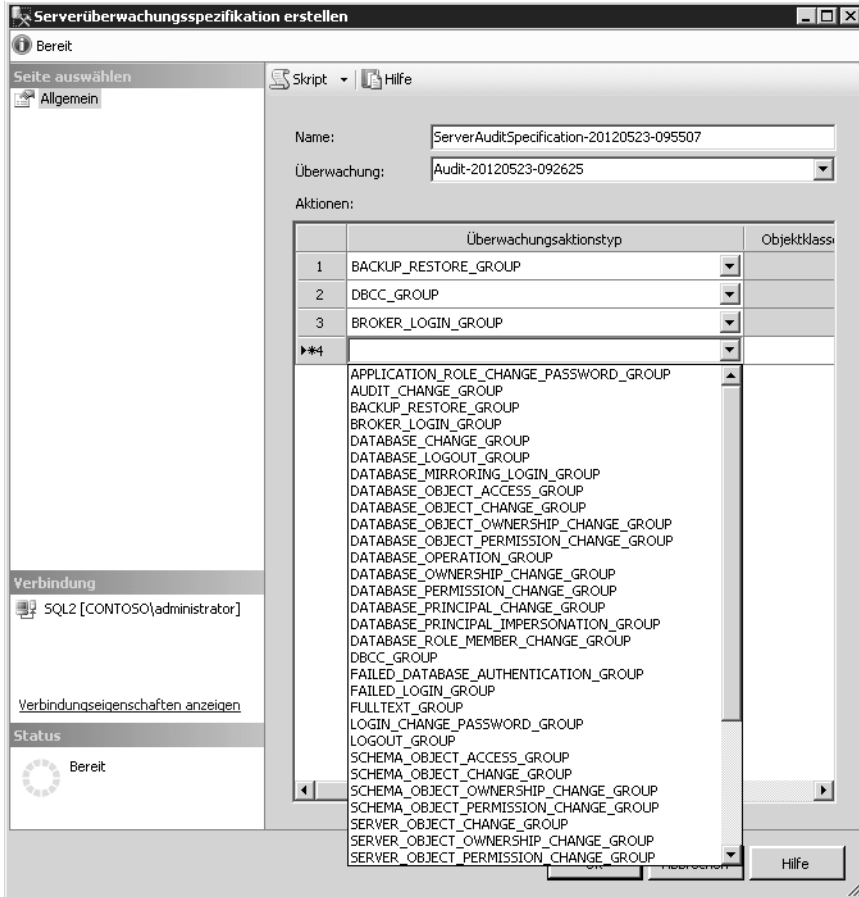 Serverüberwachungsspezifikation erstellen
Bereit
Seite auswählen
Allgemein
Skript
Hilfe
Name:
ServerAuditSpecification-20120523-095507
Überwachung:
Audit-20120523-092625
Aktionen:
Überwachungsaktionstyp
Objektklass
1
BACKUP_RESTORE_GROUP
2
DBCC_GROUP
3
BROKER_LOGIN_GROUP
*4
APPLICATION_ROLE_CHANGE_PASSWORD_GROUP
AUDIT_CHANGE_GROUP
BACKUP_RESTORE_GROUP
BROKER_LOGIN_GROUP
DATABASE_CHANGE_GROUP
DATABASE_LOGOUT_GROUP
DATABASE_MIRRORING_LOGIN_GROUP
DATABASE_OBJECT_ACCESS_GROUP
DATABASE_OBJECT_CHANGE_GROUP
DATABASE_OBJECT_OWNERSHIP_CHANGE_GROUP
DATABASE_OBJECT_PERMISSION_CHANGE_GROUP
DATABASE_OPERATION_GROUP
DATABASE_OWNERSHIP_CHANGE_GROUP
DATABASE_PERMISSION_CHANGE_GROUP
DATABASE_PRINCIPAL_CHANGE_GROUP
DATABASE_PRINCIPAL_IMPERSONATION_GROUP
DATABASE_ROLE_MEMBER_CHANGE_GROUP
DBCC_GROUP
FAILED_DATABASE_AUTHENTICATION_GROUP
FAILED_LOGIN_GROUP
FULLTEXT_GROUP
LOGIN_CHANGE_PASSWORD_GROUP
LOGOUT_GROUP
SCHEMA_OBJECT_ACCESS_GROUP
SCHEMA_OBJECT_CHANGE_GROUP
SCHEMA_OBJECT_OWNERSHIP_CHANGE_GROUP
SCHEMA_OBJECT_PERMISSION_CHANGE_GROUP
SERVER_OBJECT_CHANGE_GROUP
SERVER_OBJECT_OWNERSHIP_CHANGE_GROUP
SERVER_OBJECT_PERMISSION_CHANGE_GROUP
Verbindung
SQL2 [CONTOSO\administrator]
Verbindungseigenschaften anzeigen
Status
Bereit
Hilfe